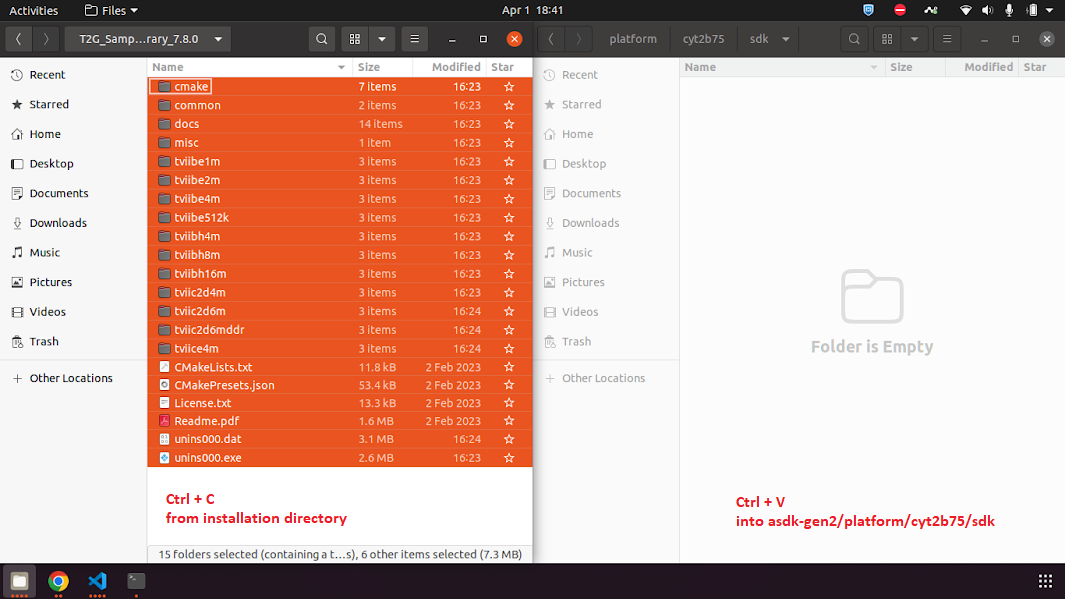 Activities Files Apr 1 18:41
T2G_Samp...rary_7.8.0
platform cyt2b75 sdk
Recent
Starred
Home
Desktop
Documents
Downloads
Music
Pictures
Videos
Trash
Other Locations
Name Size Modified Star
cmake 7 items 16:23
common 2 items 16:23
docs 14 items 16:23
misc 1 item 16:23
tviibe1m 3 items 16:23
tviibe2m 3 items 16:23
tviibe4m 3 items 16:23
tviibe512k 3 items 16:23
tviibh4m 3 items 16:23
tviibh8m 3 items 16:23
tviibh16m 3 items 16:23
tviic2d4m 3 items 16:23
tviic2d6m 3 items 16:24
tviic2d6mddr 3 items 16:24
tviice4m 3 items 16:24
CMakeLists.txt 11.8 kB 2 Feb 2023
CMakePresets.json 53.4 kB 2 Feb 2023
License.txt 13.3 kB 2 Feb 2023
Readme.pdf 1.6 MB 2 Feb 2023
unins000.dat 3.1 MB 16:24
unins000.exe 2.6 MB 16:23
Ctrl + C
from installation directory
15 folders selected (containing a t...s), 6 other items selected (7.3 MB)
Recent
Starred
Home
Desktop
Documents
Downloads
Music
Pictures
Videos
Trash
Other Locations
Name Size Modified Star
Folder is Empty
Ctrl + V
into asdk-gen2/platform/cyt2b75/sdk